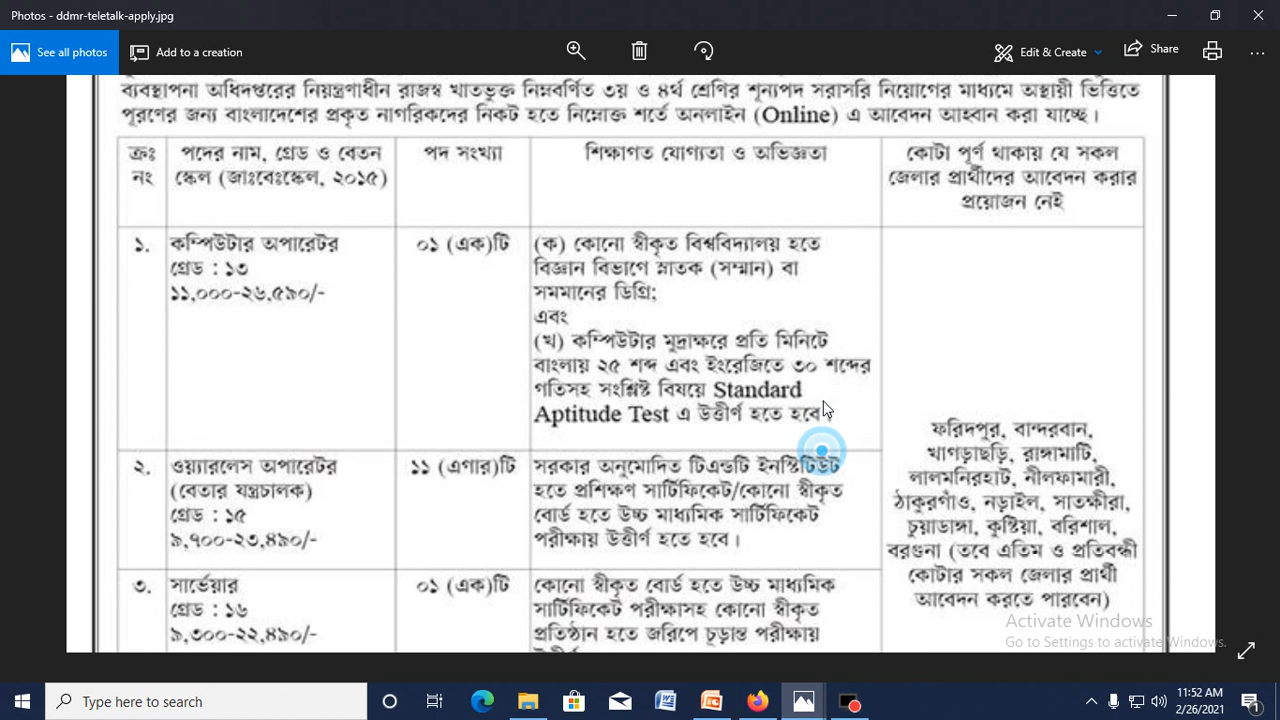 Photos - ddmr-teletalk-apply.jpg
See all photos
Add to a creation
Edit & Create
Share
ব্যবস্থাপনা অধিদপ্তরের নিয়ন্ত্রণাধীন রাজস্ব খাতভুক্ত নিম্নবর্ণিত ৩য় ও ৪র্থ শ্রেণির শূন্যপদ সরাসরি নিয়োগের মাধ্যমে অস্থায়ী ভিত্তিতে
পূরণের জন্য বাংলাদেশের প্রকৃত নাগরিকদের নিকট হতে নিম্নোক্ত শর্তে অনলাইন (Online) এ আবেদন আহ্বান করা যাচ্ছে।
ক্রঃ
নং
পদের নাম, গ্রেড ও বেতন
স্কেল (জাঃবেঃস্কেল, ২০১৫)
পদ সংখ্যা
শিক্ষাগত যোগ্যতা ও অভিজ্ঞতা
কোটা পূর্ণ থাকায় যে সকল
জেলার প্রার্থীদের আবেদন করার
প্রয়োজন নেই
১.
কম্পিউটার অপারেটর
গ্রেড : ১৩
১১,০০০-২৬,৫৯০/-
০১ (এক)টি
(ক) কোনো স্বীকৃত বিশ্ববিদ্যালয় হতে
বিজ্ঞান বিভাগে স্নাতক (সম্মান) বা
সমমানের ডিগ্রি;
এবং
(খ) কম্পিউটার মুদ্রাক্ষরে প্রতি মিনিটে
বাংলায় ২৫ শব্দ এবং ইংরেজিতে ৩০ শব্দের
গতিসহ সংশ্লিষ্ট বিষয়ে Standard
Aptitude Test এ উত্তীর্ণ হতে হবে।
২.
ওয়্যারলেস অপারেটর
(বেতার যন্ত্রচালক)
গ্রেড : ১৫
৯,৭০০-২৩,৪৯০/-
১১ (এগার)টি
সরকার অনুমোদিত টিএন্ডটি ইনস্টিটিউট
হতে প্রশিক্ষণ সার্টিফিকেট/কোনো স্বীকৃত
বোর্ড হতে উচ্চ মাধ্যমিক সার্টিফিকেট
পরীক্ষায় উত্তীর্ণ হতে হবে।
৩.
সার্ভেয়ার
গ্রেড : ১৬
৯,৩০০-২২,৪৯০/-
০১ (এক)টি
কোনো স্বীকৃত বোর্ড হতে উচ্চ মাধ্যমিক
সার্টিফিকেট পরীক্ষাসহ কোনো স্বীকৃত
প্রতিষ্ঠান হতে জরিপে চূড়ান্ত পরীক্ষায়
ফরিদপুর, বান্দরবান,
খাগড়াছড়ি, রাঙ্গামাটি,
লালমনিরহাট, নীলফামারী,
ঠাকুরগাঁও, নড়াইল, সাতক্ষীরা,
চুয়াডাঙ্গা, কুষ্টিয়া, বরিশাল,
বরগুনা (তবে এতিম ও প্রতিবন্ধী
কোটার সকল জেলার প্রার্থী
আবেদন করতে পারবেন)
Activate Windows
Go to Settings to activate Windows.
Type here to search
11:52 AM
2/26/2021
1